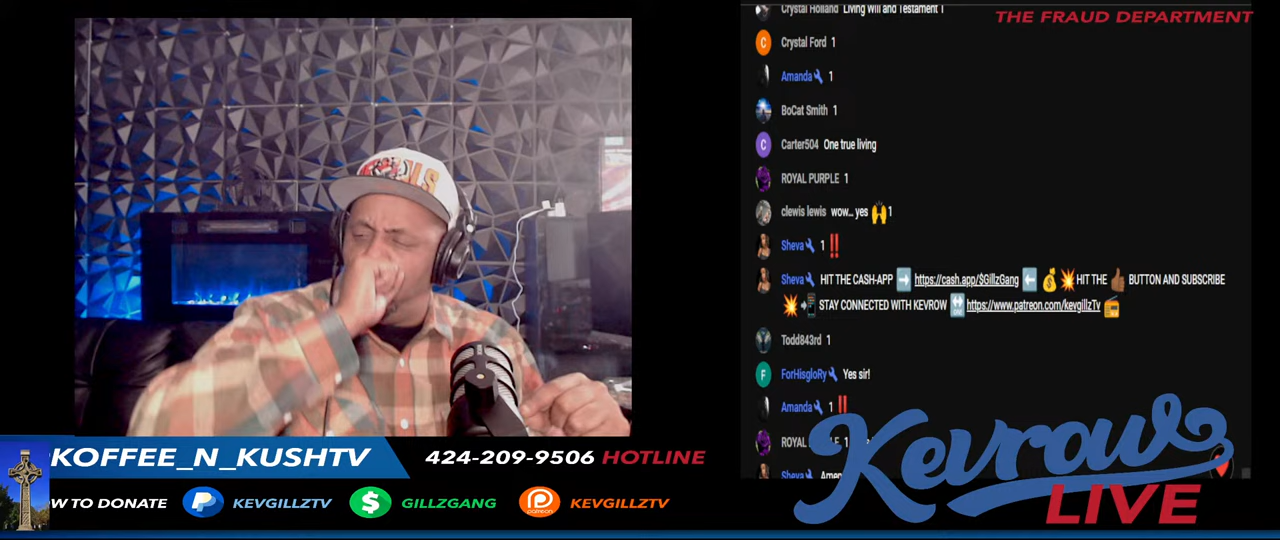 THE FRAUD DEPARTMENT
Crystal Holland Living Will and Testament 1
C Crystal Ford 1
Amanda 1
BoCat Smith 1
C Carter504 One true living
ROYAL PURPLE 1
clewis lewis wow... yes 🙌 1
Sheva 1 ‼️
Sheva HIT THE CASH-APP ➡️ https://cash.app/$GillzGang ⬅️ 💰 💥 HIT THE 👍🏾 BUTTON AND SUBSCRIBE
💥 📲 STAY CONNECTED WITH KEVROW https://www.patreon.com/kevgillzTv 📻
Todd843rd 1
F ForHisgloRy Yes sir!
Amanda 1 ‼️
ROYAL
Sheva
Kevrow
LIVE
KOFFEE_N_KUSHTV
424-209-9506 HOTLINE
W TO DONATE
KEVGILLZTV
GILLZGANG
patreon
KEVGILLZTV